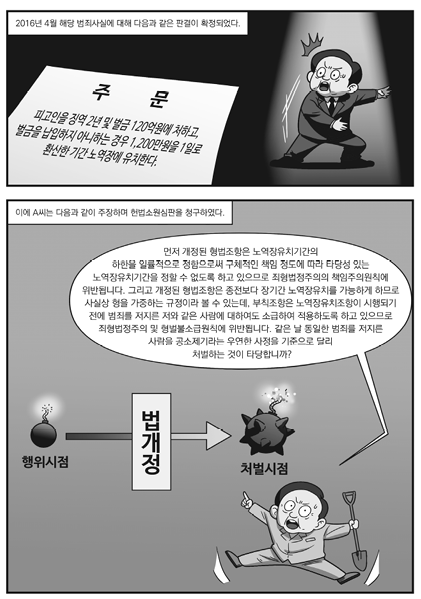 2016년 4월 해당 범죄사실에 대해 다음과 같은 판결이 확정되었다.
주 문
피고인을 징역 2년 및 벌금 120억원에 처하고,
벌금을 납입하지 아니하는 경우 1,200만원을 1일로
환산한 기간 노역장에 유치한다.
이에 A씨는 다음과 같이 주장하며 헌법소원심판을 청구하였다.
먼저 개정된 형법조항은 노역장유치기간의
하한을 일률적으로 정함으로써 구체적인 책임 정도에 따라 타당성 있는
노역장유치기간을 정할 수 없도록 하고 있으므로 죄형법정주의의 책임주의원칙에
위반됩니다. 그리고 개정된 형법조항은 종전보다 장기간 노역장유치를 가능하게 하므로
사실상 형을 가중하는 규정이라 볼 수 있는데, 부칙조항은 노역장유치조항이 시행되기
전에 범죄를 저지른 저와 같은 사람에 대하여도 소급하여 적용하도록 하고 있으므로
죄형법정주의 및 형벌불소급원칙에 위반됩니다. 같은 날 동일한 범죄를 저지른
사람을 공소제기라는 우연한 사정을 기준으로 달리
처벌하는 것이 타당합니까?
행위시점
법개정
처벌시점